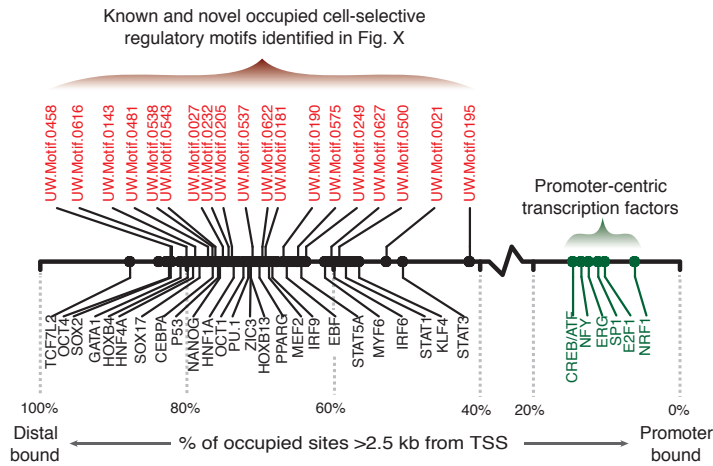 Known and novel occupied cell-selective
regulatory motifs identified in Fig. X
UW.Motif.0458
UW.Motif.0616
UW.Motif.0143
UW.Motif.0481
UW.Motif.0538
UW.Motif.0543
UW.Motif.0027
UW.Motif.0232
UW.Motif.0205
UW.Motif.0537
UW.Motif.0622
UW.Motif.0181
UW.Motif.0190
UW.Motif.0575
UW.Motif.0249
UW.Motif.0627
UW.Motif.0500
UW.Motif.0021
UW.Motif.0195
Promoter-centric
transcription factors
TCF7L2
OCT4
SOX2
GATA1
HOXB4
HNF4A
SOX17
CEBPA
P53
NANOG
HNF1A
OCT1
PU.1
ZIC3
HOXB13
PPARG
MEF2
IRF9
EBF
STAT5A
MYF6
IRF6
STAT1
KLF4
STAT3
CREB/ATF
NFY
ERG
SP1
E2F1
NRF1
100%
80%
60%
40%
20%
0%
Distal
bound
% of occupied sites >2.5 kb from TSS
Promoter
bound